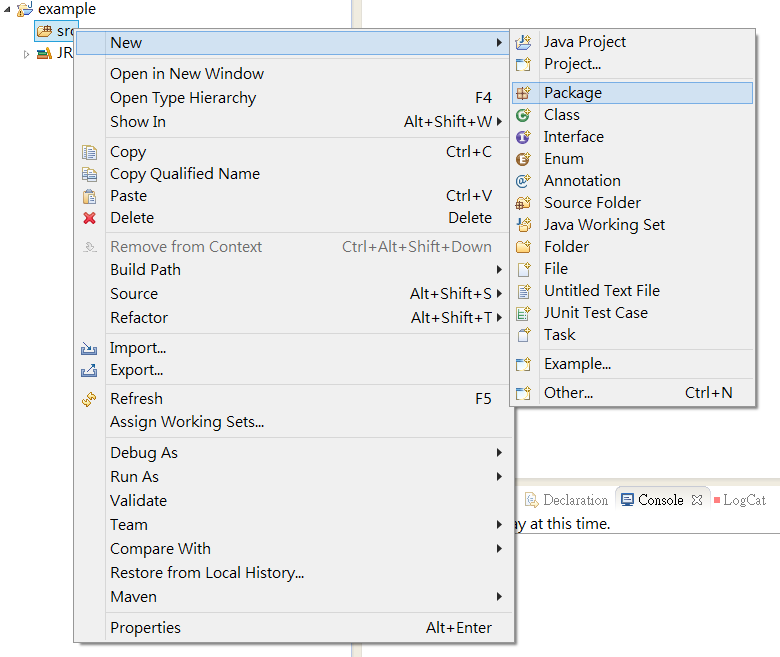 example
src
JR
New
Open in New Window
Open Type Hierarchy F4
Show In Alt+Shift+W
Copy Ctrl+C
Copy Qualified Name
Paste Ctrl+V
Delete Delete
Remove from Context Ctrl+Alt+Shift+Down
Build Path
Source Alt+Shift+S
Refactor Alt+Shift+T
Import...
Export...
Refresh F5
Assign Working Sets...
Debug As
Run As
Validate
Team
Compare With
Restore from Local History...
Maven
Properties Alt+Enter
Java Project
Project...
Package
Class
Interface
Enum
Annotation
Source Folder
Java Working Set
Folder
File
Untitled Text File
JUnit Test Case
Task
Example...
Other... Ctrl+N
Declaration Console LogCat
ay at this time.